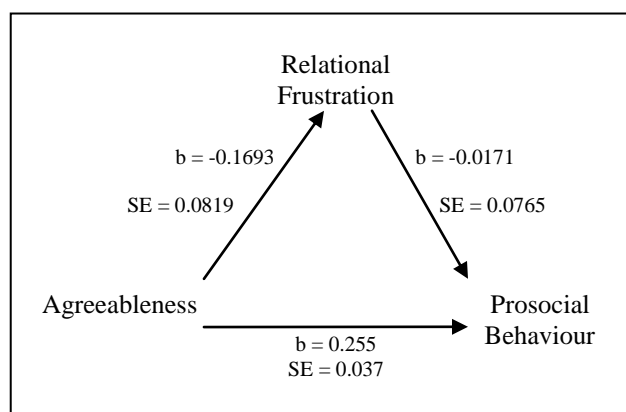 Relational
Frustration
b = -0.1693
b = -0.0171
SE = 0.0819
SE = 0.0765
Agreeableness
Prosocial
Behaviour
b = 0.255
SE = 0.037